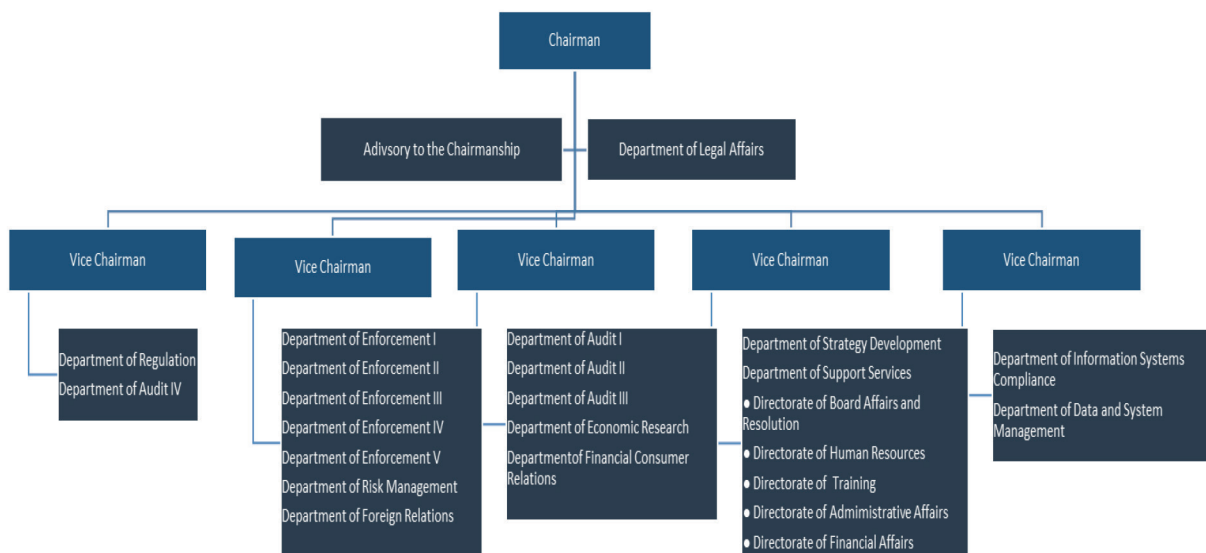 Chairman
Adivsory to the Chairmanship
Department of Legal Affairs
Vice Chairman
Vice Chairman
Vice Chairman
Vice Chairman
Vice Chairman
Department of Regulation
Department of Audit IV
Department of Enforcement I
Department of Enforcement II
Department of Enforcement III
Department of Enforcement IV
Department of Enforcement V
Department of Risk Management
Department of Foreign Relations
Department of Audit I
Department of Audit II
Department of Audit III
Department of Economic Research
Departmentof Financial Consumer
Relations
Department of Strategy Development
Department of Support Services
● Directorate of Board Affairs and
Resolution
● Directorate of Human Resources
● Directorate of Training
● Directorate of Admimistrative Affairs
● Directorate of Financial Affairs
Department of Information Systems
Compliance
Department of Data and System
Management